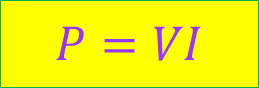 P = VI